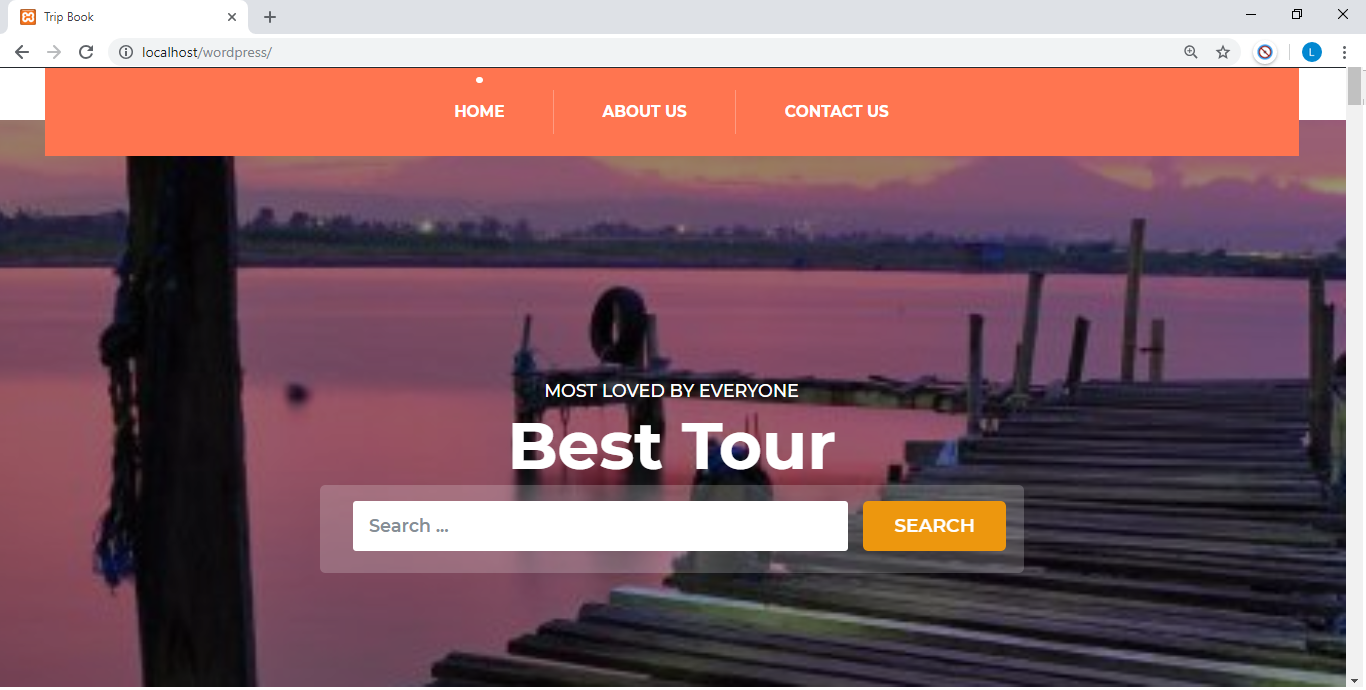 Trip Book
localhost/wordpress/
L
HOME
ABOUT US
CONTACT US
MOST LOVED BY EVERYONE
Best Tour
Search ...
SEARCH